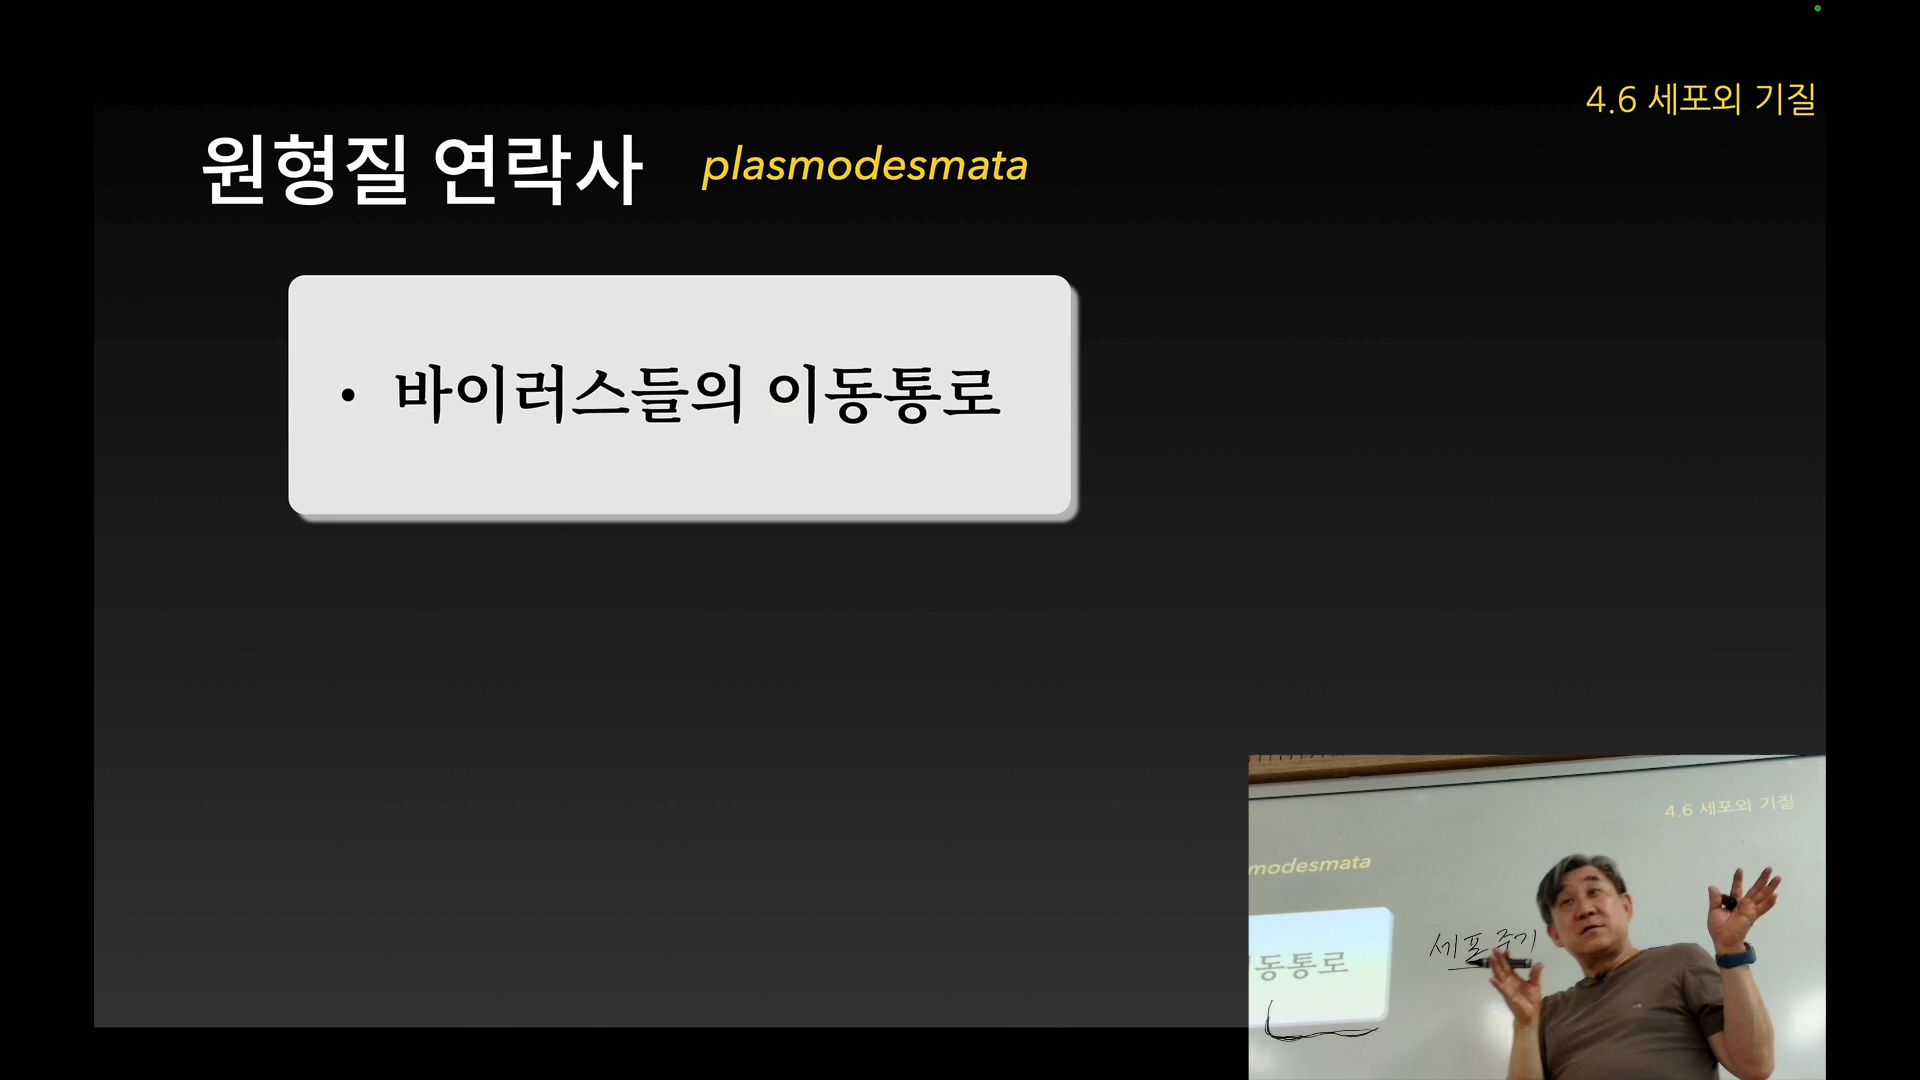 4.6 세포외 기질
원형질 연락사 plasmodesmata
• 바이러스들의 이동통로
4.6 세포외 기질
modesmata
세포주기
이동통로